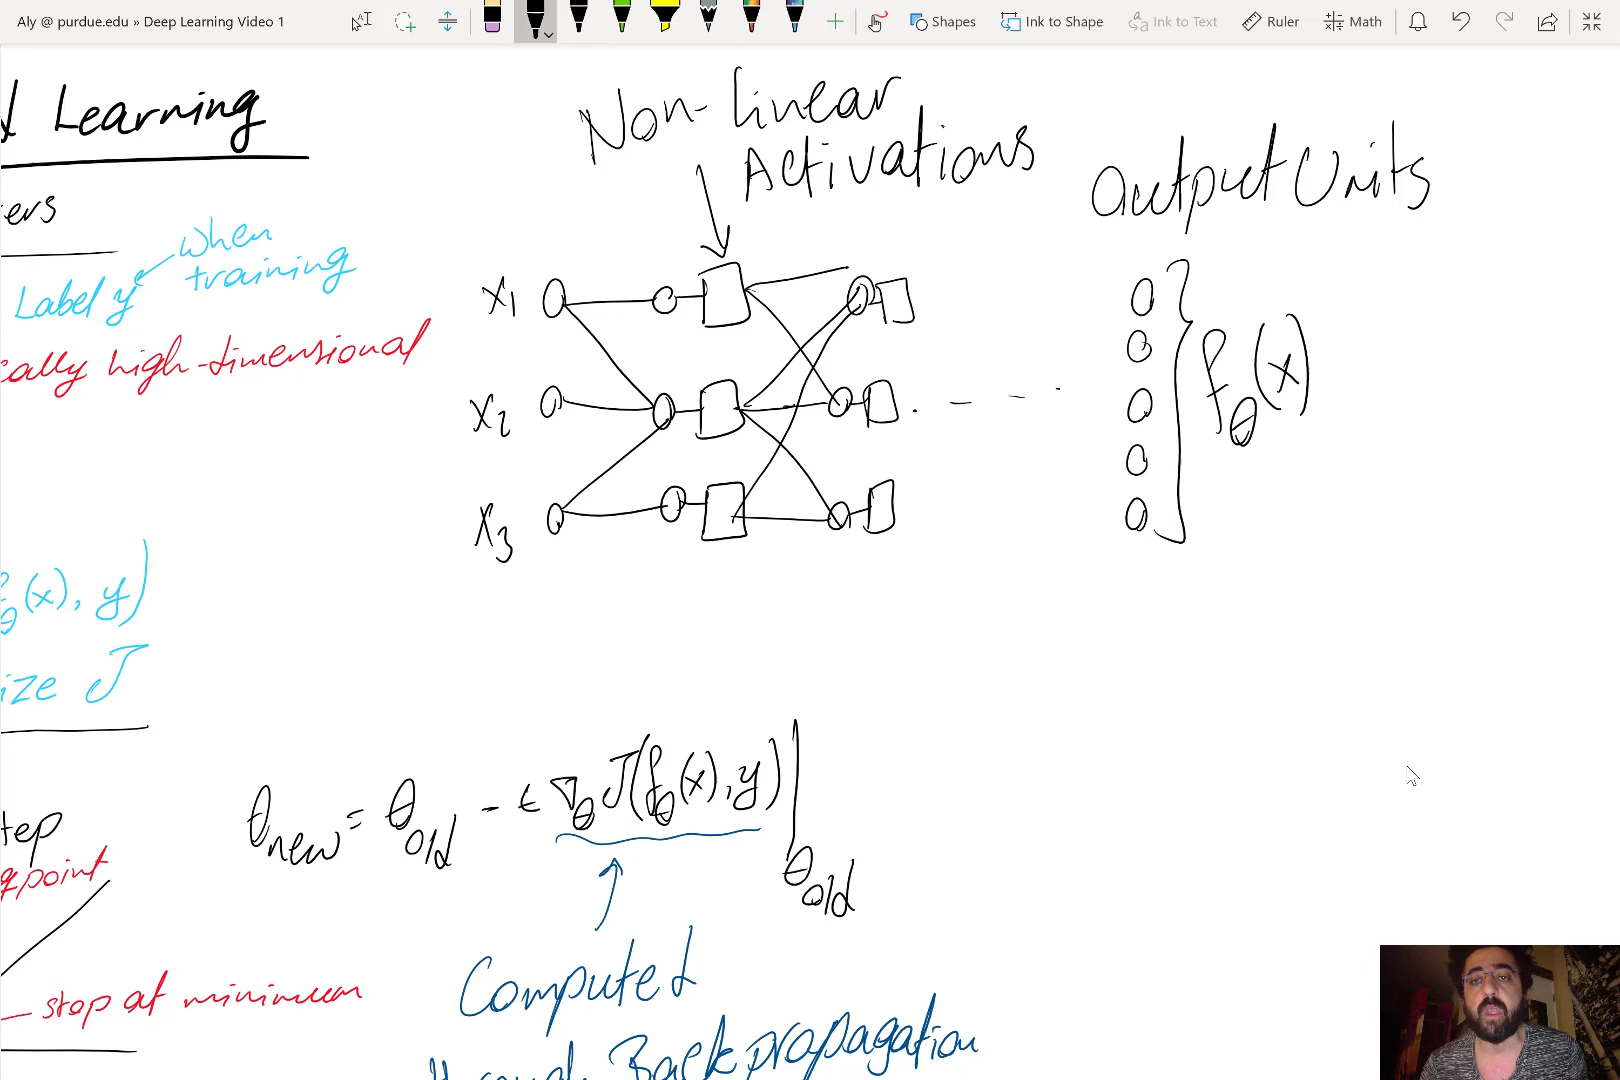 Aly @ purdue.edu » Deep Learning Video 1
Shapes
Ink to Shape
Ink to Text
Ruler
Math
Learning
Non-linear
Activations
Output Units
ers
when
training
Label y
cally high-dimensional
x1
x2
x3
fθ(x)
θ(x), y)
ize J
θnew = θold - ϵ ∇θ J(fθ(x), y) | θold
tep
point
stop at minimum
Computed
through Backpropagation